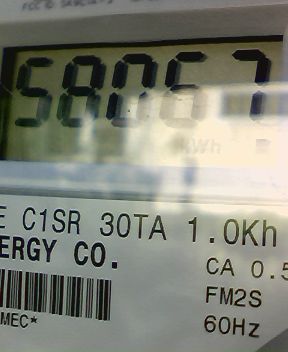 58067
kWh
E C1SR 30TA 1.0Kh
ERGY CO.
CA 0.5
FM2S
MEC*
60Hz